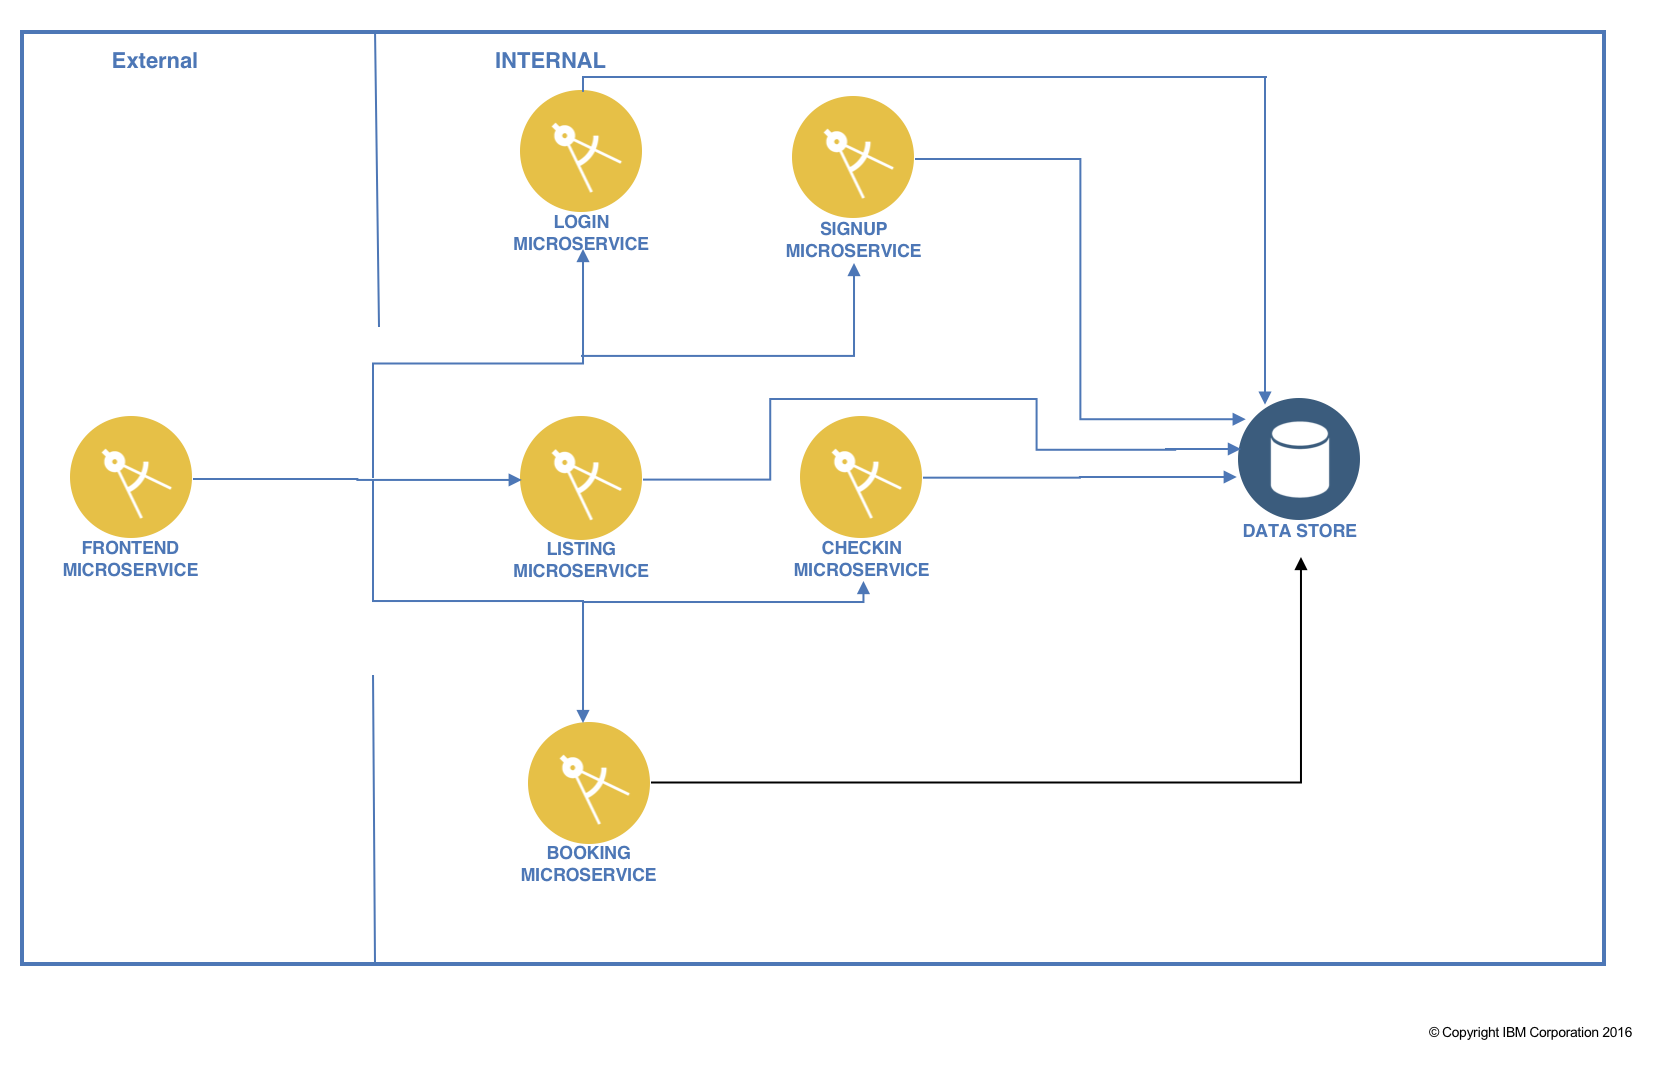 External
INTERNAL
LOGIN
MICROSERVICE
SIGNUP
MICROSERVICE
FRONTEND
MICROSERVICE
LISTING
MICROSERVICE
CHECKIN
MICROSERVICE
DATA STORE
BOOKING
MICROSERVICE
© Copyright IBM Corporation 2016